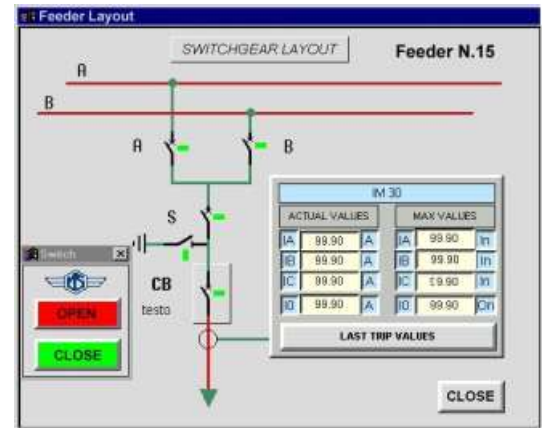 Feeder Layout
SWITCHGEAR LAYOUT
Feeder N.15
A
B
A
B
S
CB
testo
Switch
OPEN
CLOSE
IM 30
ACTUAL VALUES
MAX VALUES
IA 99.90 A
IA 99.90 In
IB 99.90 A
IB 99.90 In
IC 99.90 A
IC 99.90 In
I0 99.90 A
I0 99.90 On
LAST TRIP VALUES
CLOSE